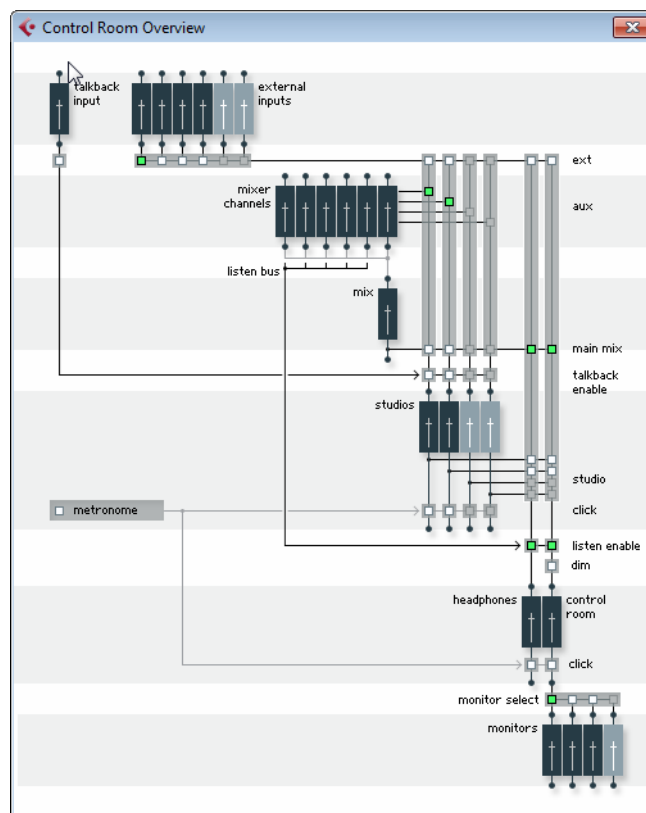 Control Room Overview
talkback
input
external
inputs
ext
mixer
channels
aux
listen bus
mix
main mix
talkback
enable
studios
studio
metronome
click
listen enable
dim
headphones
control
room
click
monitor select
monitors